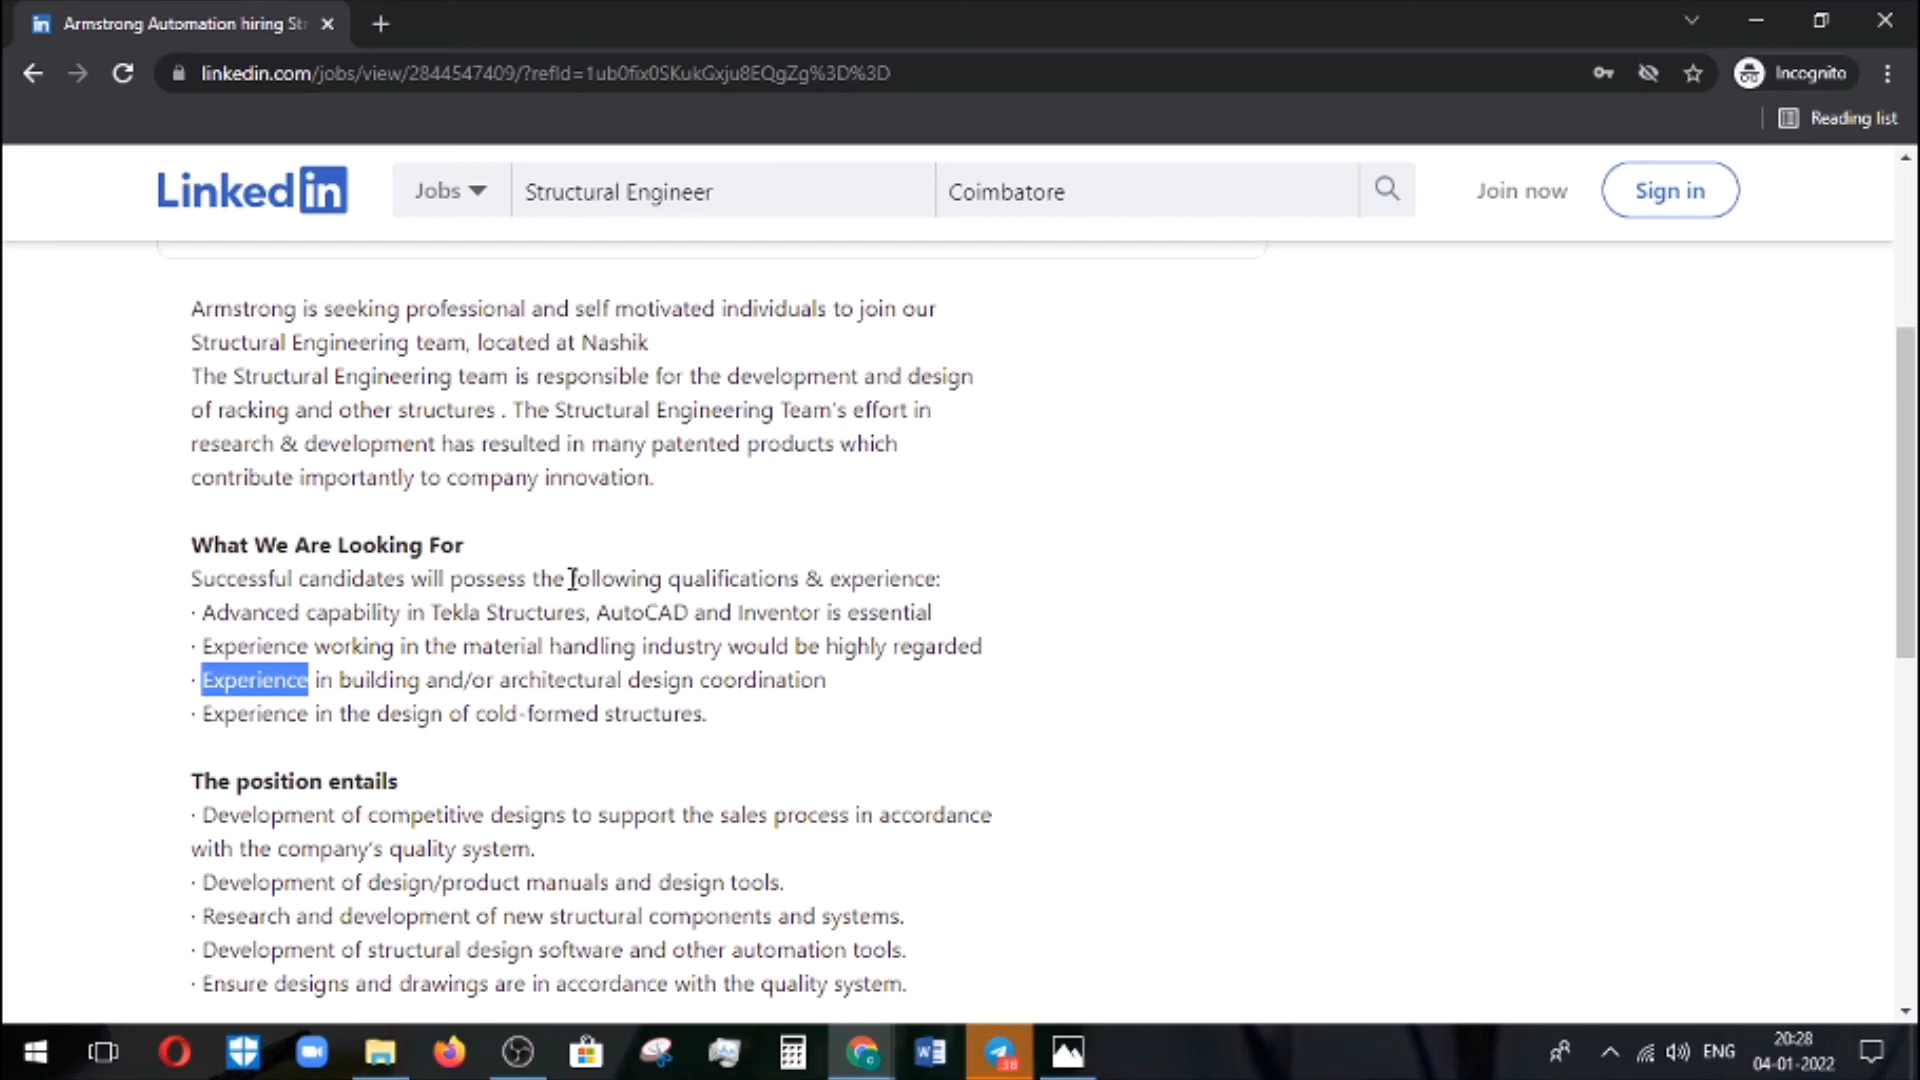 Armstrong Automation hiring Str
linkedin.com/jobs/view/2844547409/?refId=1ub0fix0SKukGxju8EQgZg%3D%3D
Incognito
Reading list
Linkedin
Jobs
Structural Engineer
Coimbatore
Join now
Sign in
Armstrong is seeking professional and self motivated individuals to join our
Structural Engineering team, located at Nashik
The Structural Engineering team is responsible for the development and design
of racking and other structures . The Structural Engineering Team's effort in
research & development has resulted in many patented products which
contribute importantly to company innovation.
What We Are Looking For
Successful candidates will possess the following qualifications & experience:
· Advanced capability in Tekla Structures, AutoCAD and Inventor is essential
· Experience working in the material handling industry would be highly regarded
· Experience in building and/or architectural design coordination
· Experience in the design of cold-formed structures.
The position entails
· Development of competitive designs to support the sales process in accordance
with the company's quality system.
· Development of design/product manuals and design tools.
· Research and development of new structural components and systems.
· Development of structural design software and other automation tools.
· Ensure designs and drawings are in accordance with the quality system.
38
ENG
20:28
04-01-2022